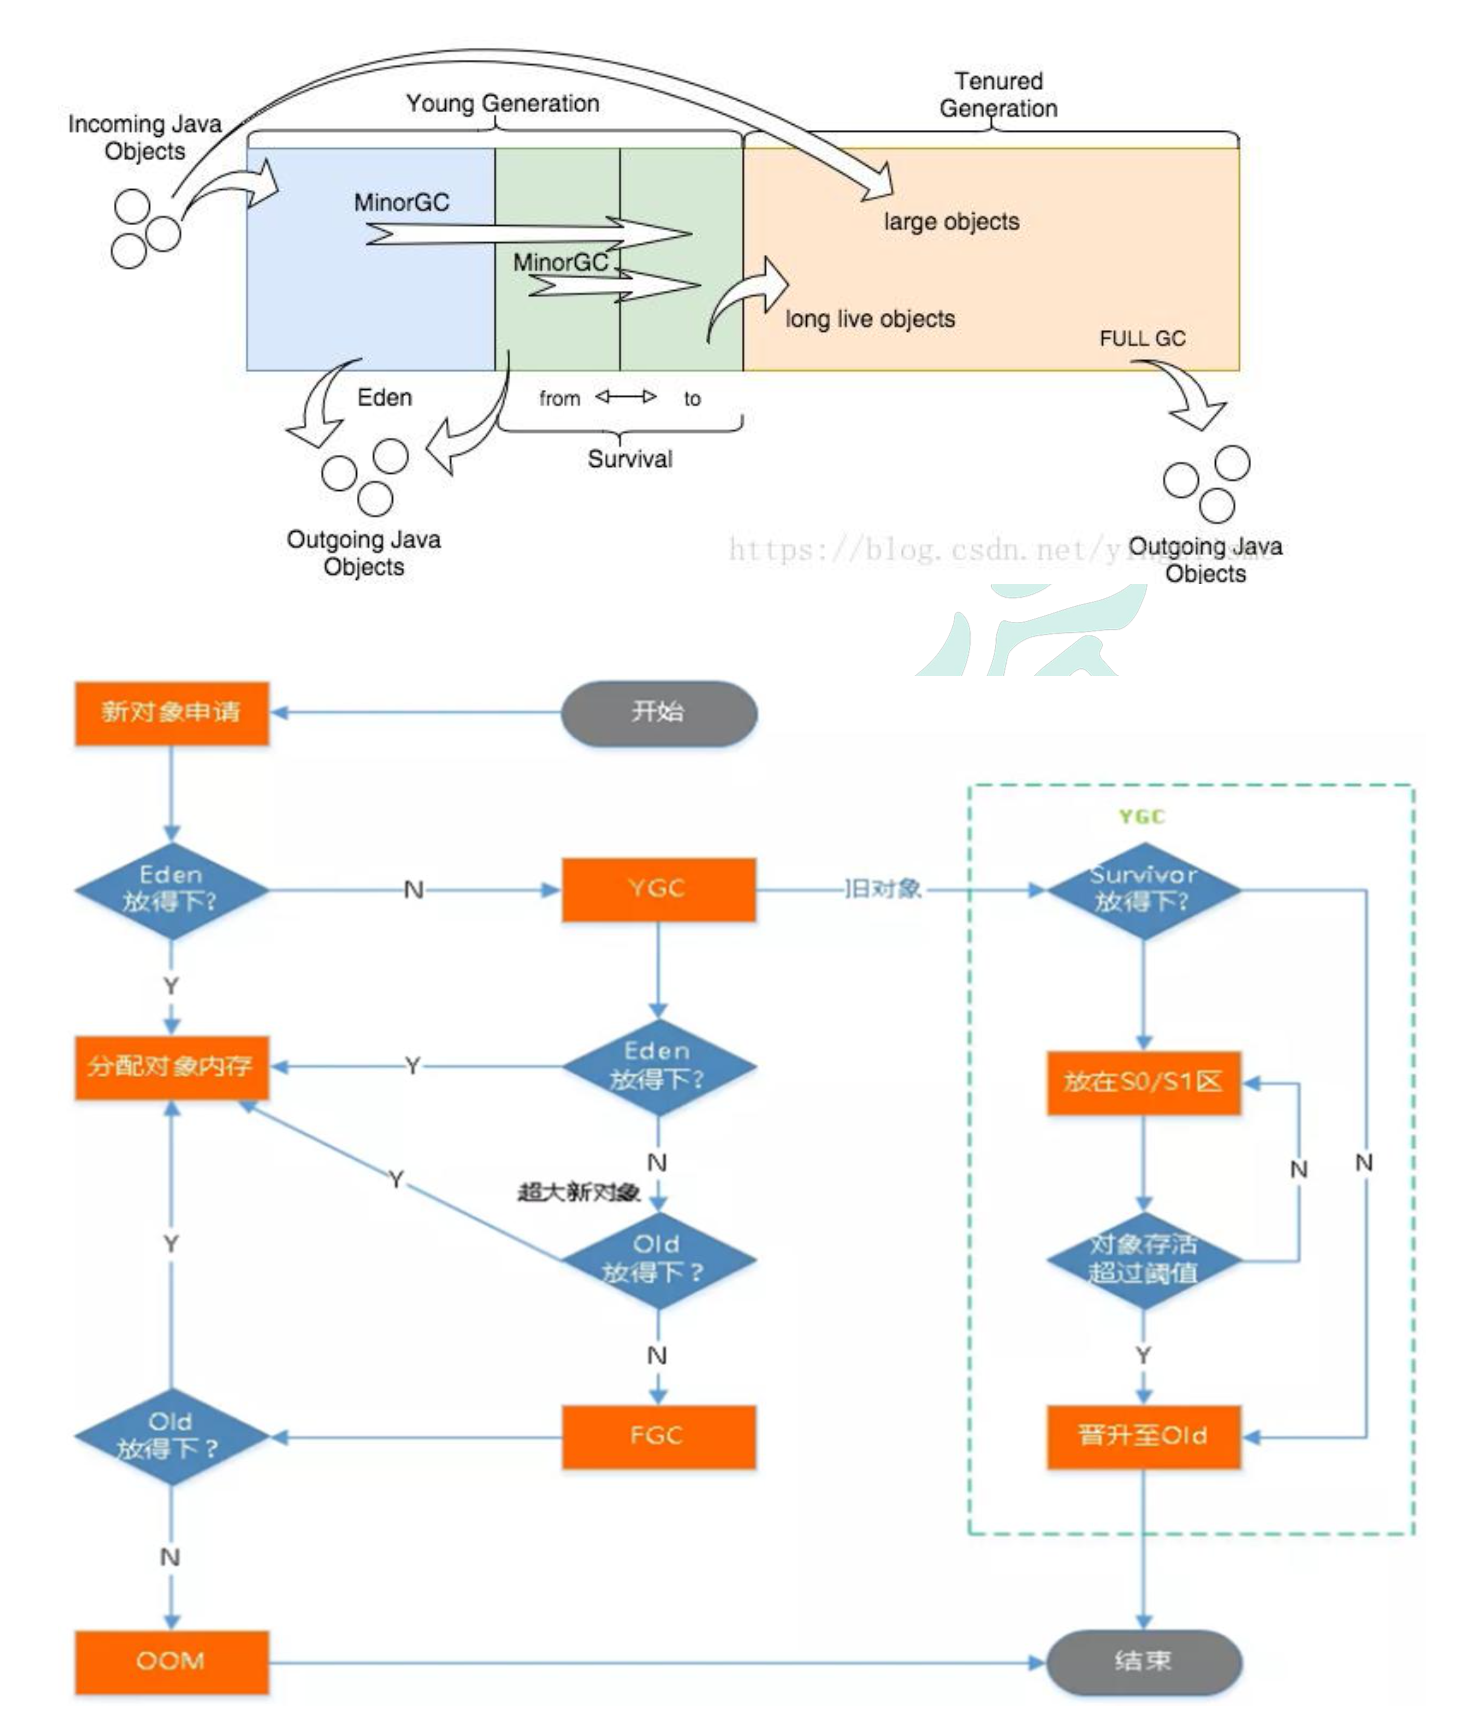 Incoming Java
Objects
Young Generation
Tenured
Generation
MinorGC
MinorGC
large objects
long live objects
FULL GC
Eden
from
to
Survival
Outgoing Java
Objects
https://blog.csdn.net/
Outgoing Java
Objects
新对象申请
开始
YGC
Eden
放得下?
N
YGC
旧对象
Survivor
放得下?
Y
分配对象内存
Y
Eden
放得下?
放在S0/S1区
N
N
N
Y
超大新对象
Y
Old
放得下？
对象存活
超过阈值
N
Y
Old
放得下？
FGC
晋升至Old
N
OOM
结束